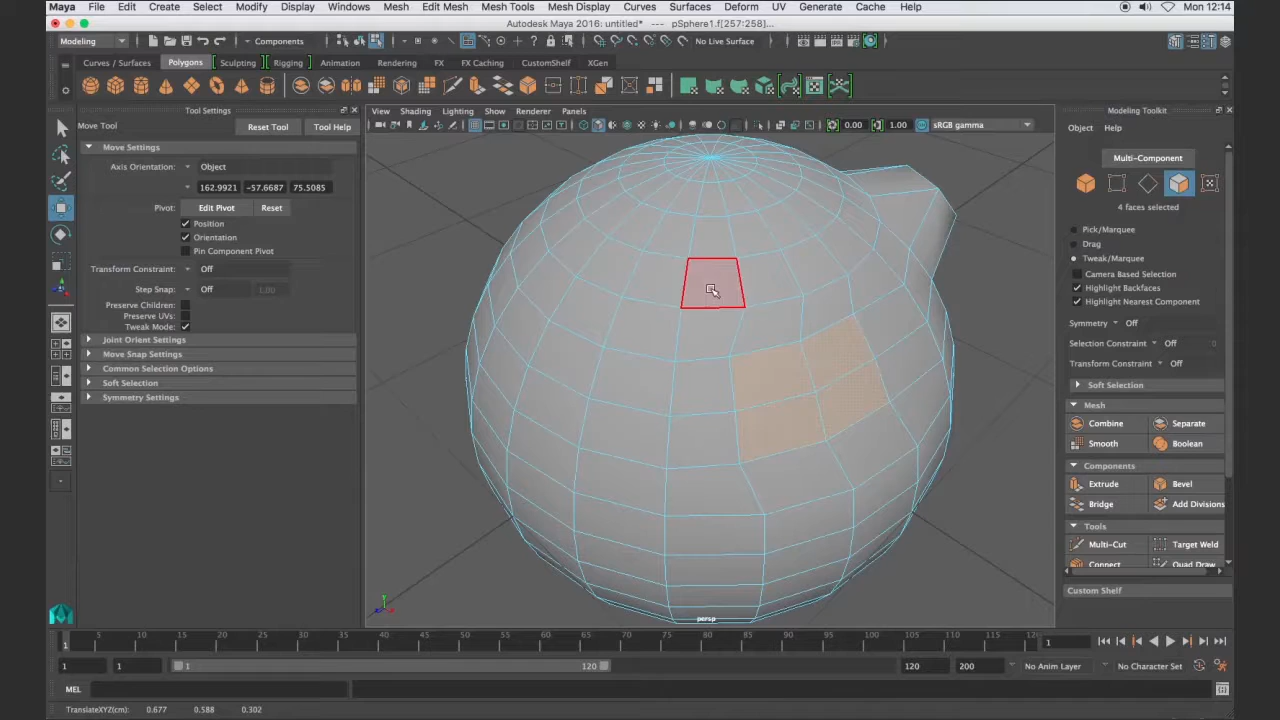 Maya File Edit Create Select Modify Display Windows Mesh Edit Mesh Mesh Tools Mesh Display Curves Surfaces Deform UV Generate Cache Help Mon 12:14
Autodesk Maya 2016: untitled* --- pSphere1.f[257:258]...
Modeling Components No Live Surface
Curves / Surfaces Polygons Sculpting Rigging Animation Rendering FX FX Caching CustomShelf XGen
Tool Settings
Move Tool Reset Tool Tool Help
Move Settings
Axis Orientation: Object
162.9921 -57.6687 75.5085
Pivot: Edit Pivot Reset
Position
Orientation
Pin Component Pivot
Transform Constraint: Off
Step Snap: Off 1.00
Preserve Children:
Preserve UVs:
Tweak Mode:
Joint Orient Settings
Move Snap Settings
Common Selection Options
Soft Selection
Symmetry Settings
View Shading Lighting Show Renderer Panels
0.00 1.00 sRGB gamma
persp
Modeling Toolkit
Object Help
Multi-Component
4 faces selected
Pick/Marquee
Drag
Tweak/Marquee
Camera Based Selection
Highlight Backfaces
Highlight Nearest Component
Symmetry Off
Selection Constraint Off 0
Transform Constraint Off
Soft Selection
Mesh
Combine Separate
Smooth Boolean
Components
Extrude Bevel
Bridge Add Divisions
Tools
Multi-Cut Target Weld
Connect Quad Draw
Custom Shelf
1 5 10 15 20 25 30 35 40 45 50 55 60 65 70 75 80 85 90 95 100 105 110 115 120 1
1 1 1 120 120 200 No Anim Layer No Character Set
MEL
TranslateXYZ(cm): 0.677 0.588 0.302